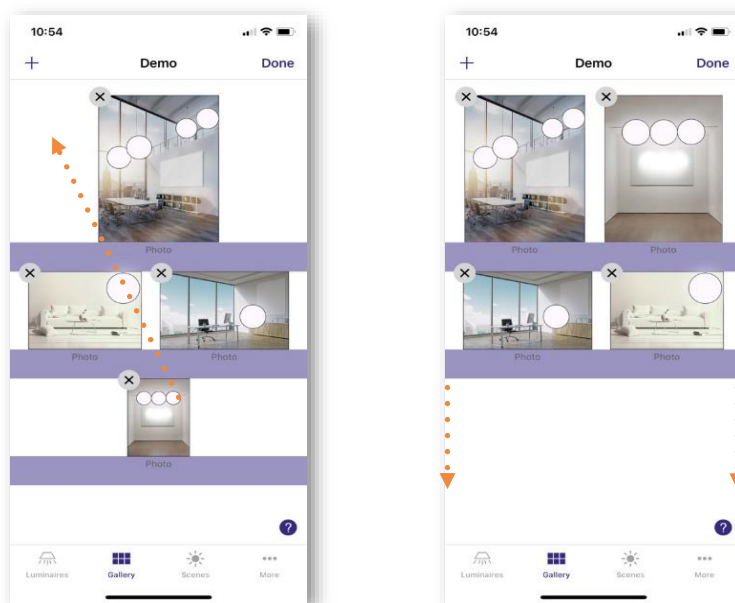 10:54
+ Demo Done
Photo
Photo Photo
Photo
?
Luminaires Gallery Scenes More
10:54
+ Demo Done
Photo Photo
Photo Photo
?
Luminaires Gallery Scenes More